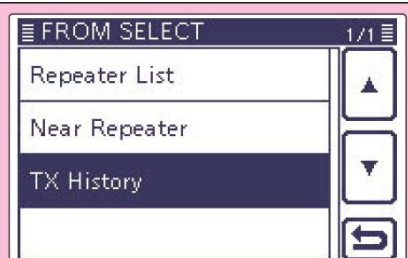 FROM SELECT 1/1
Repeater List
Near Repeater
TX History